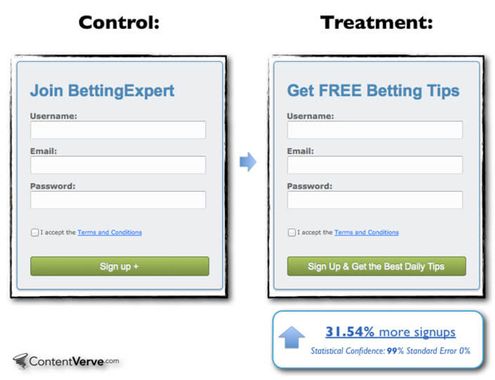 Control:
Join BettingExpert
Username:
Email:
Password:
I accept the Terms and Conditions
Sign up +
Treatment:
Get FREE Betting Tips
Username:
Email:
Password:
I accept the Terms and Conditions
Sign Up & Get the Best Daily Tips
31.54% more signups
Statistical Confidence: 99% Standard Error 0%
ContentVerve.com